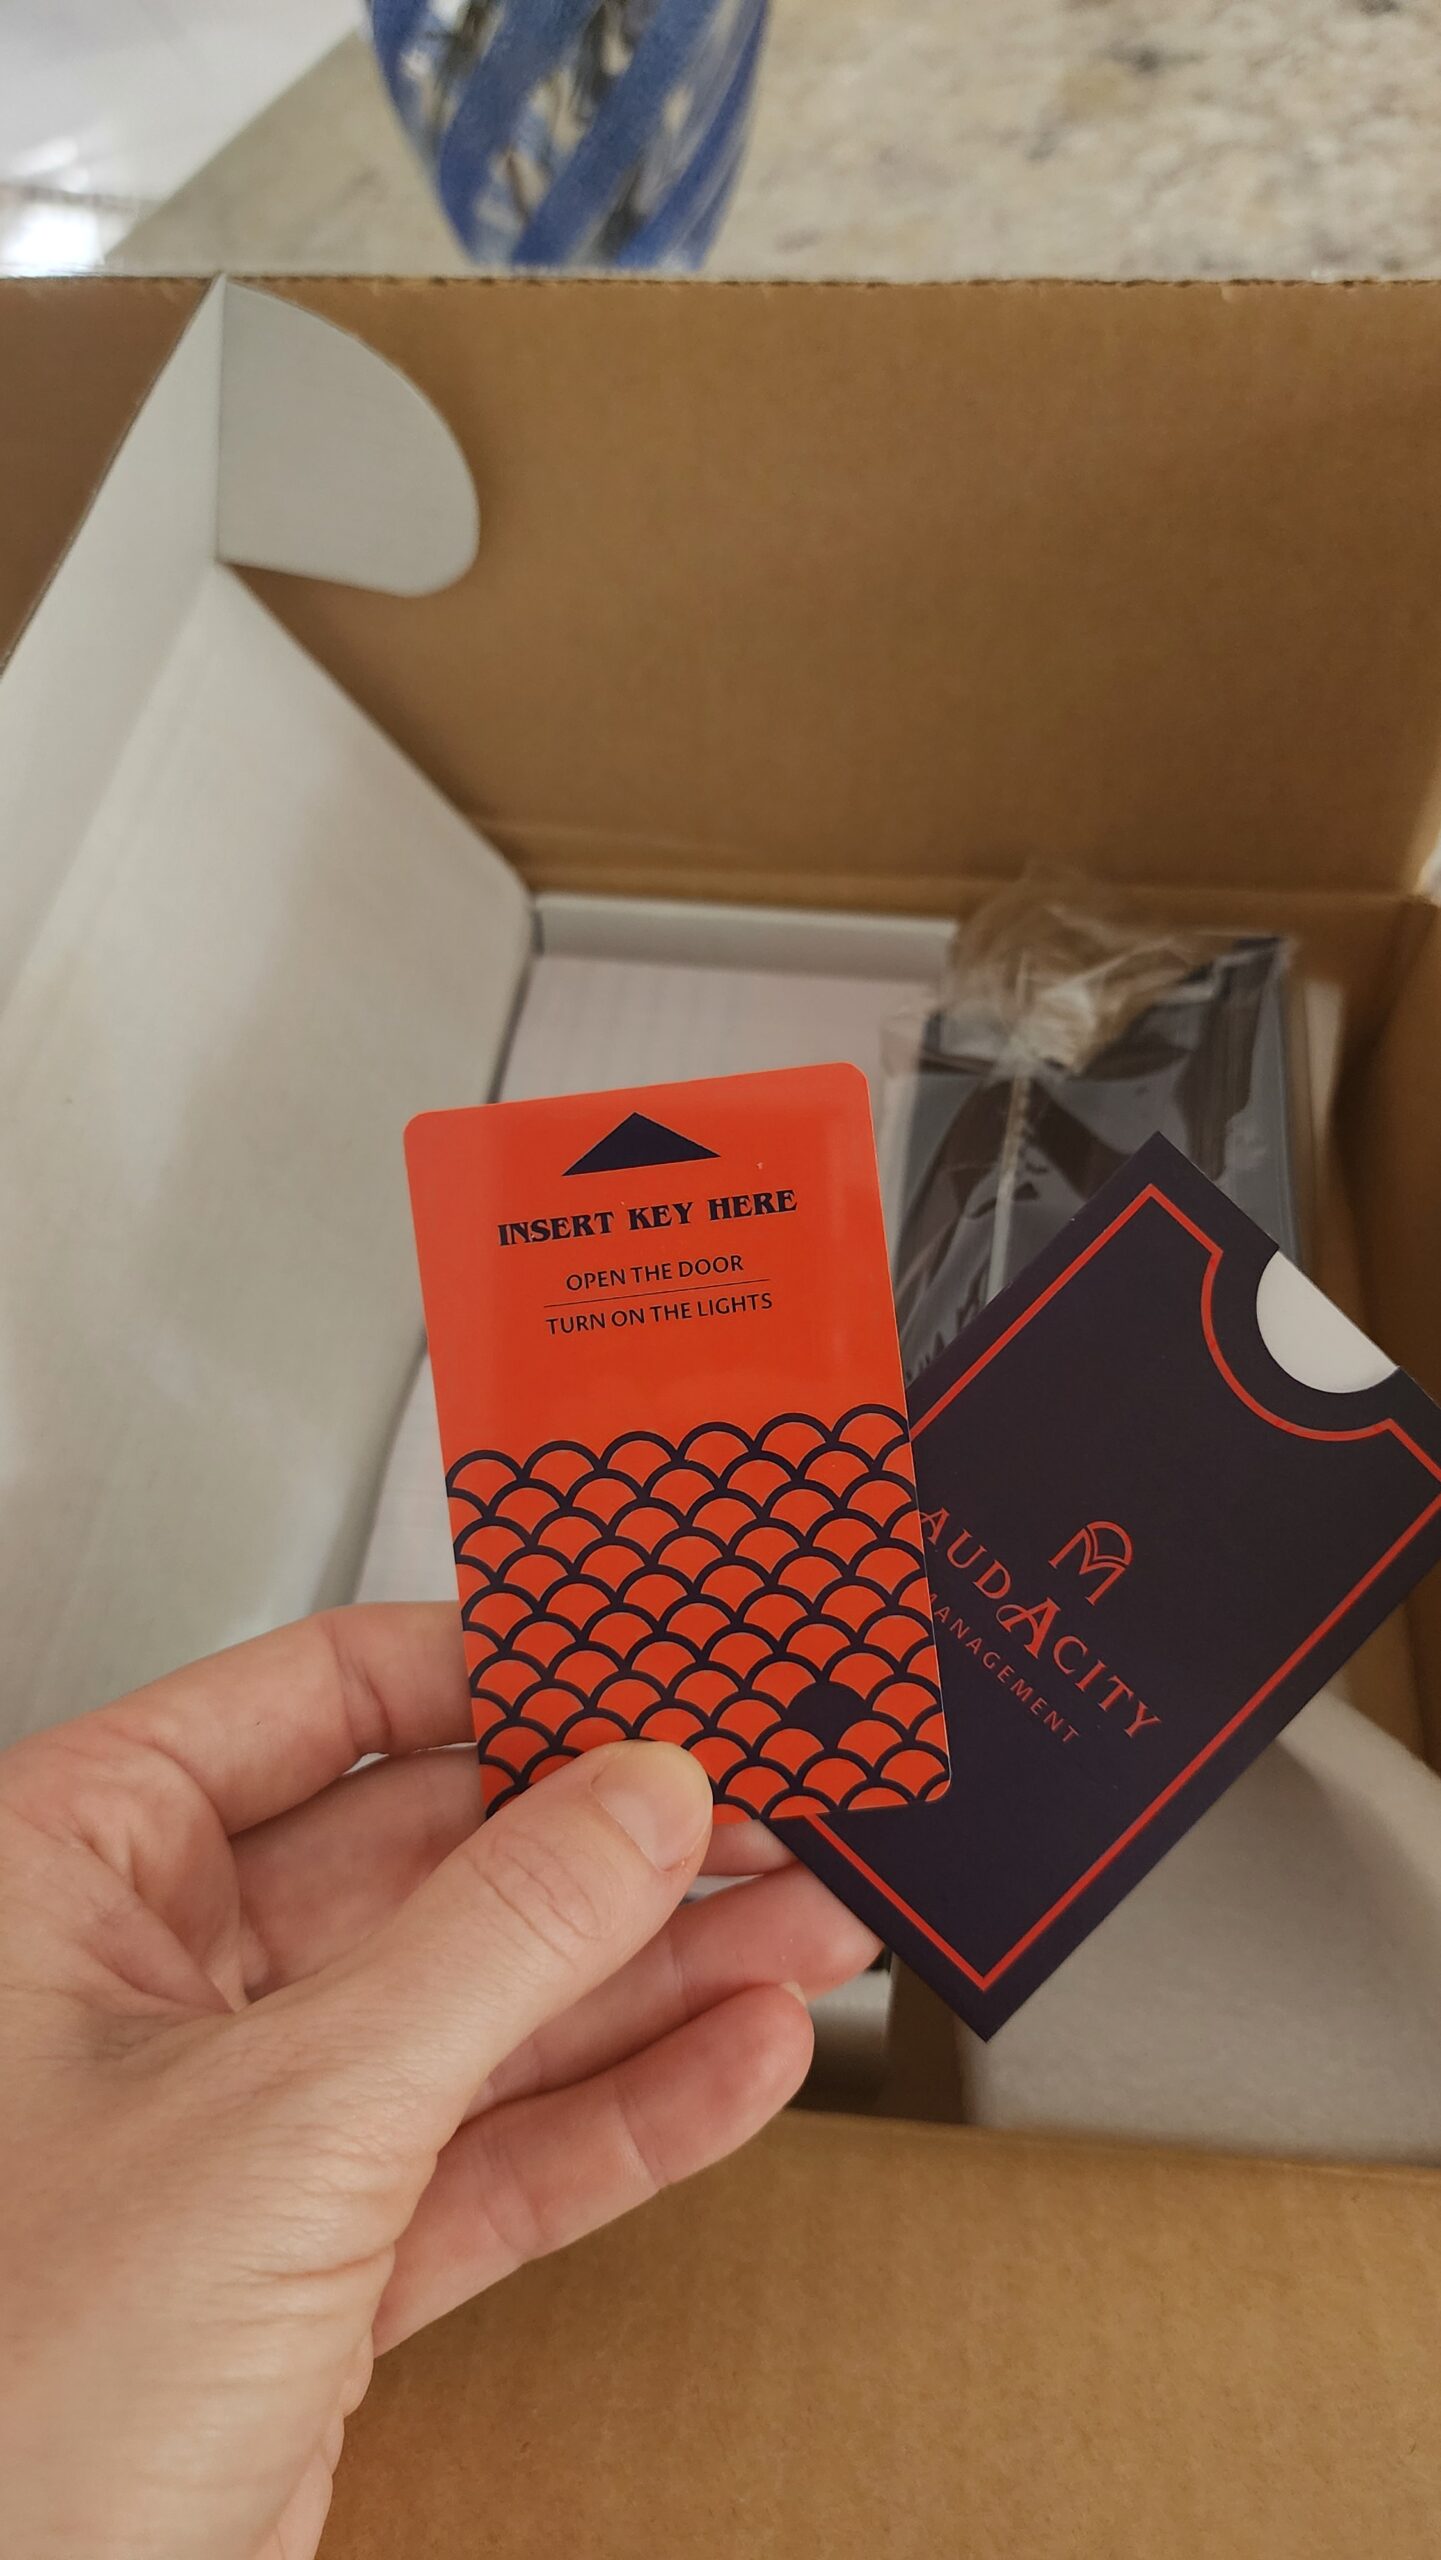 INSERT KEY HERE
OPEN THE DOOR
TURN ON THE LIGHTS
AUDACITY
MANAGEMENT